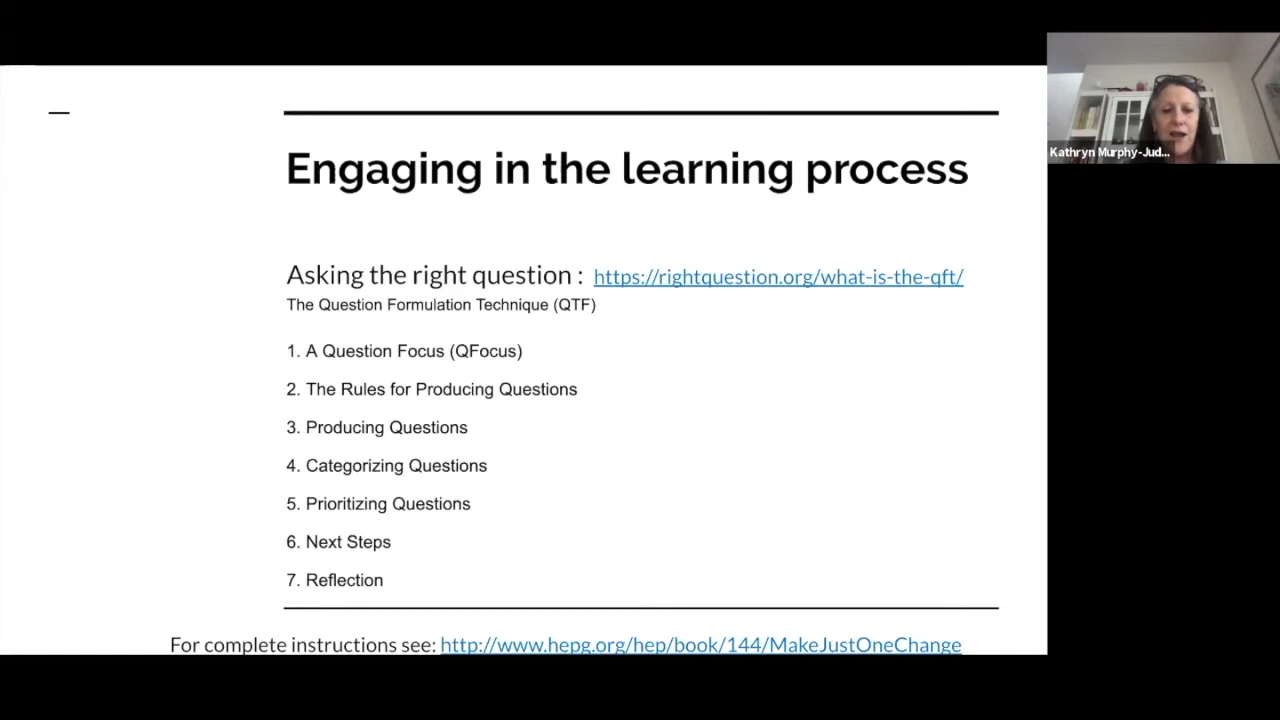 Engaging in the learning process
Asking the right question : https://rightquestion.org/what-is-the-qft/
The Question Formulation Technique (QTF)
1. A Question Focus (QFocus)
2. The Rules for Producing Questions
3. Producing Questions
4. Categorizing Questions
5. Prioritizing Questions
6. Next Steps
7. Reflection
For complete instructions see: http://www.hepg.org/hep/book/144/MakeJustOneChange
Kathryn Murphy-Jud...